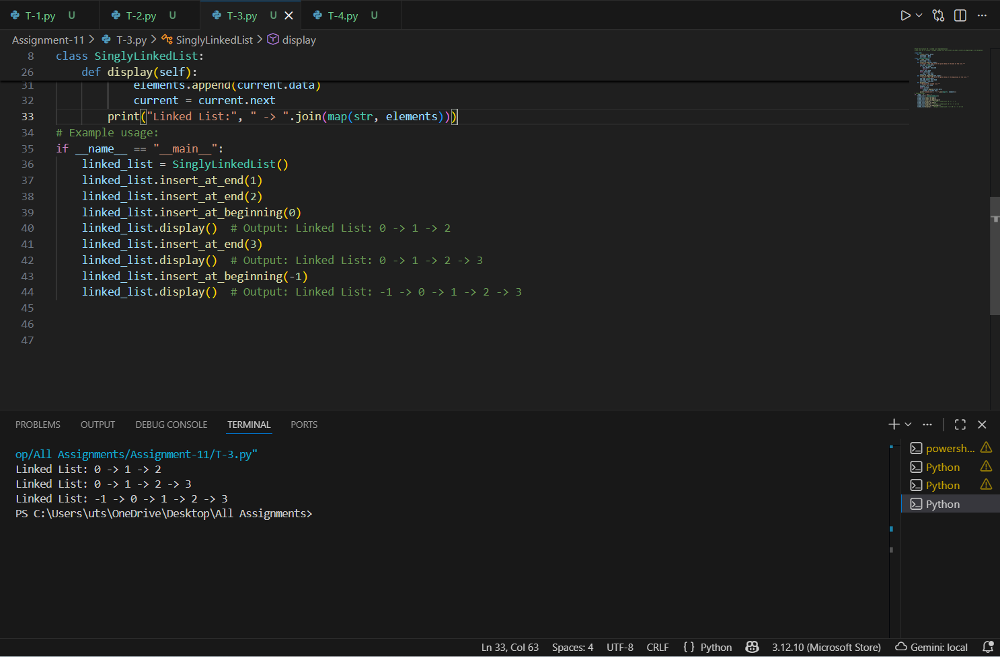 T-1.py U T-2.py U T-3.py U T-4.py U
Assignment-11 > T-3.py > SinglyLinkedList > display
8 class SinglyLinkedList:
26     def display(self):
31             elements.append(current.data)
32             current = current.next
33         print("Linked List:", " -> ".join(map(str, elements)))
34 # Example usage:
35 if __name__ == "__main__":
36     linked_list = SinglyLinkedList()
37     linked_list.insert_at_end(1)
38     linked_list.insert_at_end(2)
39     linked_list.insert_at_beginning(0)
40     linked_list.display()  # Output: Linked List: 0 -> 1 -> 2
41     linked_list.insert_at_end(3)
42     linked_list.display()  # Output: Linked List: 0 -> 1 -> 2 -> 3
43     linked_list.insert_at_beginning(-1)
44     linked_list.display()  # Output: Linked List: -1 -> 0 -> 1 -> 2 -> 3
45
46
47
PROBLEMS OUTPUT DEBUG CONSOLE TERMINAL PORTS
op/All Assignments/Assignment-11/T-3.py"
Linked List: 0 -> 1 -> 2
Linked List: 0 -> 1 -> 2 -> 3
Linked List: -1 -> 0 -> 1 -> 2 -> 3
PS C:\Users\uts\OneDrive\Desktop\All Assignments>
powersh...
Python
Python
Python
Ln 33, Col 63 Spaces: 4 UTF-8 CRLF {} Python 3.12.10 (Microsoft Store) Gemini: local